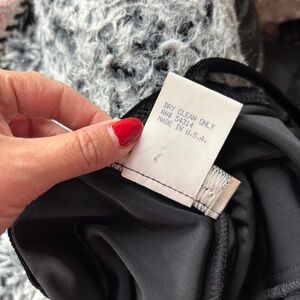 DRY CLEAN ONLY
RN# 54314
MADE IN U.S.A.